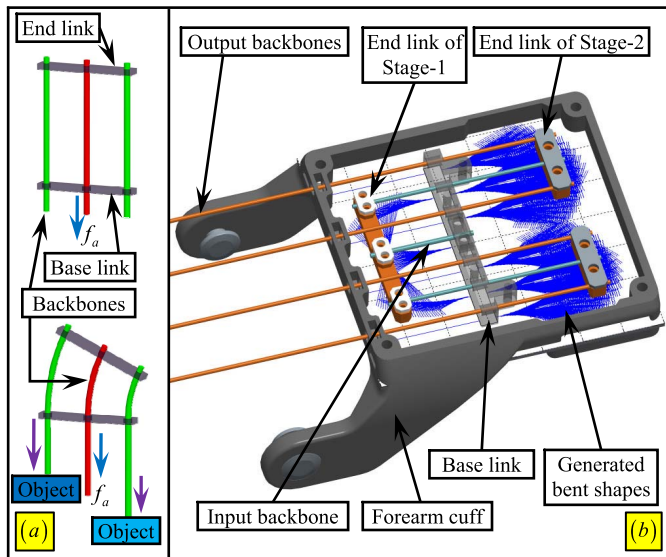 End link
f_a
Base link
Backbones
Object
f_a
Object
(a)
Output backbones
End link of
Stage-1
End link of Stage-2
Input backbone
Forearm cuff
Base link
Generated
bent shapes
(b)